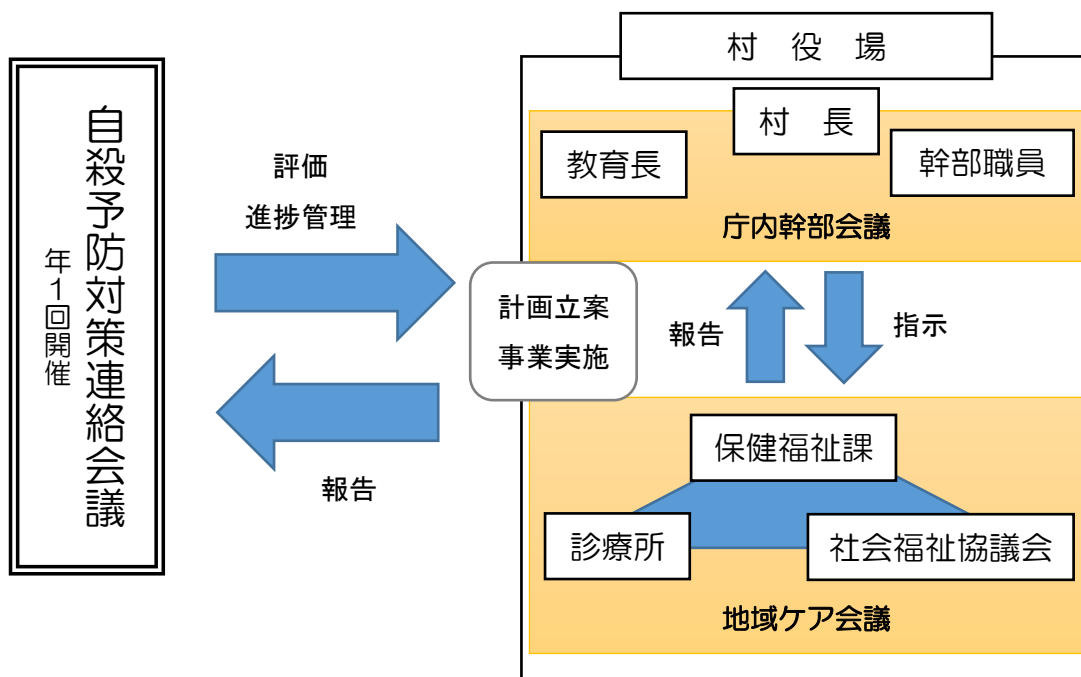 自殺予防対策連絡会議
年1回開催
評価
進捗管理
報告
計画立案
事業実施
村　役　場
村　長
教育長
幹部職員
庁内幹部会議
報告
指示
保健福祉課
診療所
社会福祉協議会
地域ケア会議